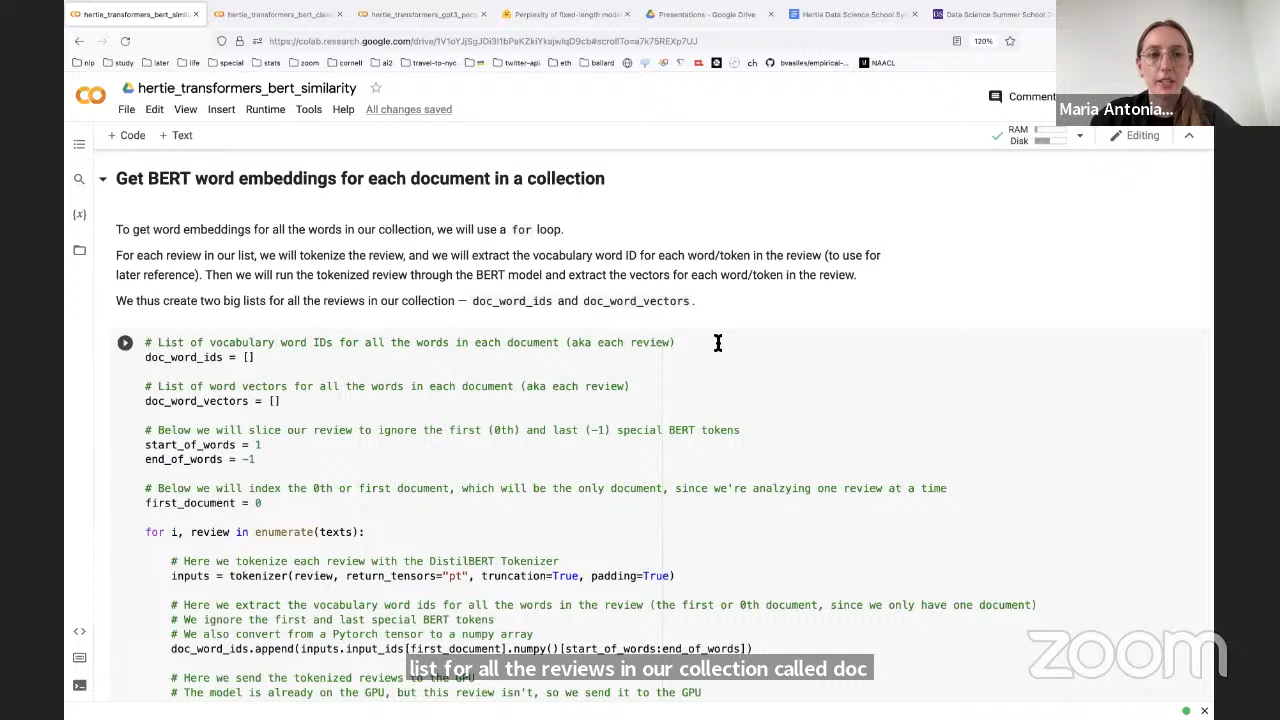 hertie_transformers_bert_simila
hertie_transformers_bert_clas
hertie_transformers_gpt3_perp
Perplexity of fixed-length model
Presentations - Google Drive
Hertie Data Science School Syl
Data Science Summer School 2
120%
nlp
study
later
life
special
stats
zoom
cornell
ai2
travel-to-nyc
twitter-api
eth
ballard
ch
bvasiles/empirical-...
NAACL
hertie_transformers_bert_similarity
File Edit View Insert Runtime Tools Help All changes saved
Comment
Maria Antonia...
+ Code + Text
RAM
Disk
Editing
Get BERT word embeddings for each document in a collection
To get word embeddings for all the words in our collection, we will use a for loop.
For each review in our list, we will tokenize the review, and we will extract the vocabulary word ID for each word/token in the review (to use for
later reference). Then we will run the tokenized review through the BERT model and extract the vectors for each word/token in the review.
We thus create two big lists for all the reviews in our collection — doc_word_ids and doc_word_vectors.
# List of vocabulary word IDs for all the words in each document (aka each review)
doc_word_ids = []
# List of word vectors for all the words in each document (aka each review)
doc_word_vectors = []
# Below we will slice our review to ignore the first (0th) and last (-1) special BERT tokens
start_of_words = 1
end_of_words = -1
# Below we will index the 0th or first document, which will be the only document, since we're analzying one review at a time
first_document = 0
for i, review in enumerate(texts):
# Here we tokenize each review with the DistilBERT Tokenizer
inputs = tokenizer(review, return_tensors="pt", truncation=True, padding=True)
# Here we extract the vocabulary word ids for all the words in the review (the first or 0th document, since we only have one document)
# We ignore the first and last special BERT tokens
# We also convert from a Pytorch tensor to a numpy array
doc_word_ids.append(inputs.input_ids[first_document].numpy()[start_of_words:end_of_words])
list for all the reviews in our collection called doc
# Here we send the tokenized reviews to the GPU
# The model is already on the GPU, but this review isn't, so we send it to the GPU
zoom